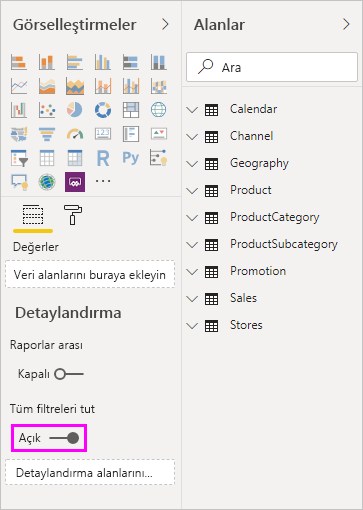 Görselleştirmeler
123
R Py
Değerler
Veri alanlarını buraya ekleyin
Detaylandırma
Raporlar arası
Kapalı
Tüm filtreleri tut
Açık
Detaylandırma alanlarını...
Alanlar
Ara
Calendar
Channel
Geography
Product
ProductCategory
ProductSubcategory
Promotion
Sales
Stores